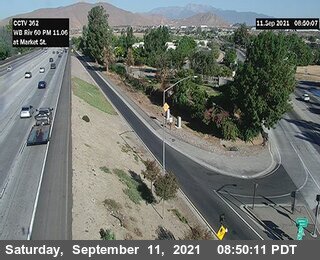 CCTV 362
WB Riv 60 PM 11.06
at Market St.
11.Sep 2021 08:50:07
Saturday, September 11, 2021 08:50:11 PDT